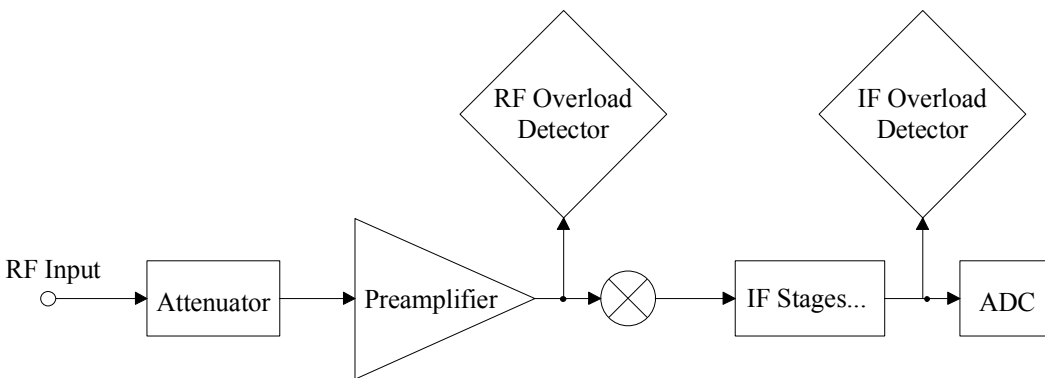 RF Overload
Detector
IF Overload
Detector
RF Input
Attenuator
Preamplifier
IF Stages...
ADC